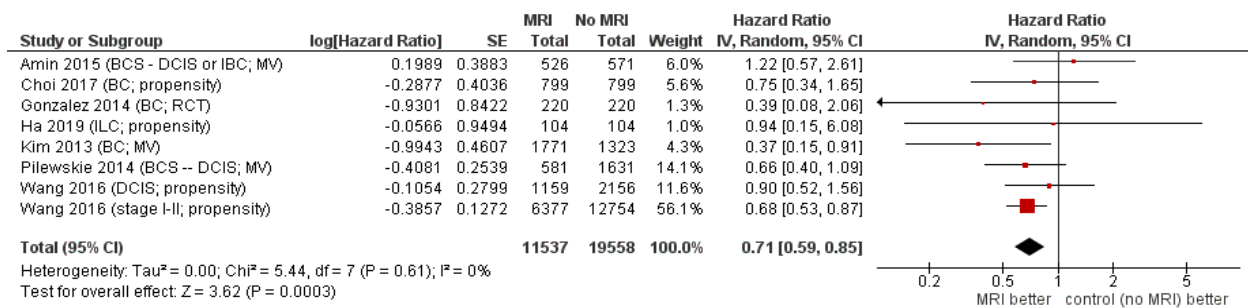 MRI No MRI Hazard Ratio Hazard Ratio
Study or Subgroup log[Hazard Ratio] SE Total Total Weight IV, Random, 95% CI IV, Random, 95% CI
Amin 2015 (BCS - DCIS or IBC; MV) 0.1989 0.3883 526 571 6.0% 1.22 [0.57, 2.61]
Choi 2017 (BC; propensity) -0.2877 0.4036 799 799 5.6% 0.75 [0.34, 1.65]
Gonzalez 2014 (BC; RCT) -0.9301 0.8422 220 220 1.3% 0.39 [0.08, 2.06]
Ha 2019 (ILC; propensity) -0.0566 0.9494 104 104 1.0% 0.94 [0.15, 6.08]
Kim 2013 (BC; MV) -0.9943 0.4607 1771 1323 4.3% 0.37 [0.15, 0.91]
Pilewskie 2014 (BCS -- DCIS; MV) -0.4081 0.2539 581 1631 14.1% 0.66 [0.40, 1.09]
Wang 2016 (DCIS; propensity) -0.1054 0.2799 1159 2156 11.6% 0.90 [0.52, 1.56]
Wang 2016 (stage I-II; propensity) -0.3857 0.1272 6377 12754 56.1% 0.68 [0.53, 0.87]
Total (95% CI) 11537 19558 100.0% 0.71 [0.59, 0.85]
Heterogeneity: Tau² = 0.00; Chi² = 5.44, df = 7 (P = 0.61); I² = 0%
Test for overall effect: Z = 3.62 (P = 0.0003)
0.2 0.5 1 2 5
MRI better control (no MRI) better